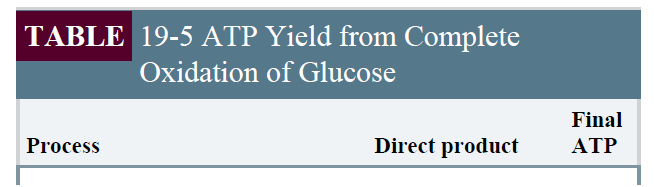 TABLE 19-5 ATP Yield from Complete
Oxidation of Glucose
Final
Process Direct product ATP